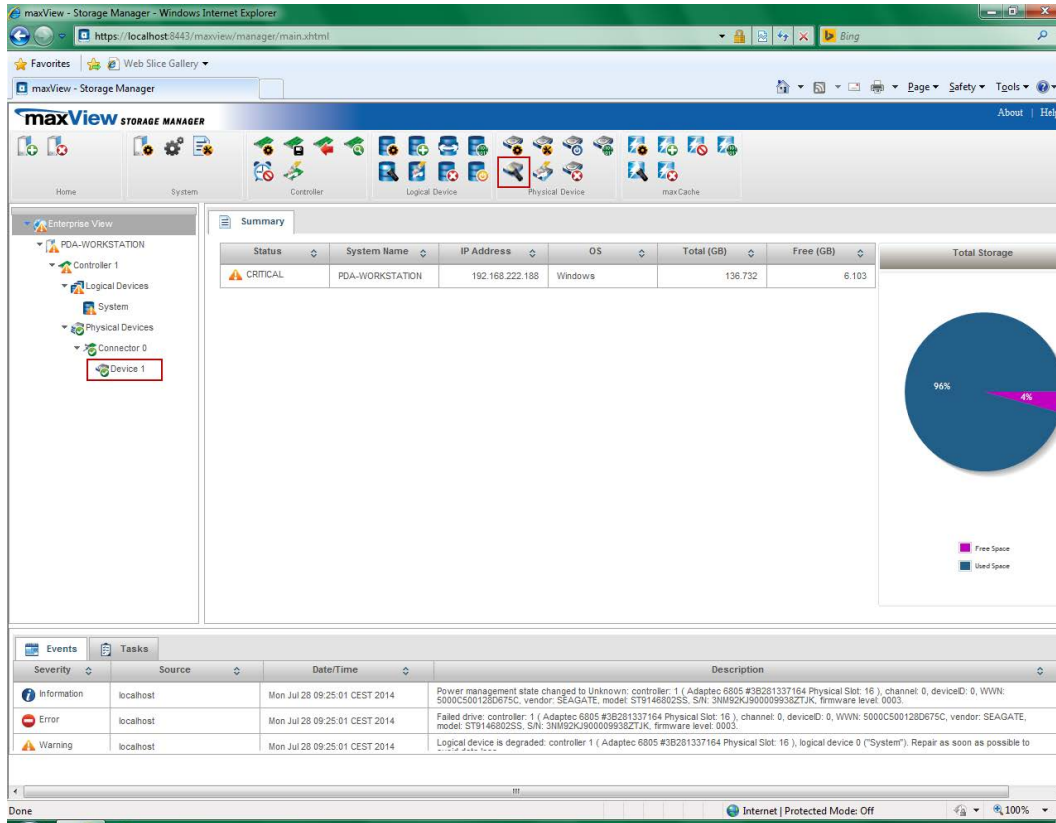 maxView - Storage Manager - Windows Internet Explorer
https://localhost:8443/maxview/manager/main.xhtml
Bing
Favorites
Web Slice Gallery
maxView - Storage Manager
Page
Safety
Tools
maxView STORAGE MANAGER
About | Help
Home
System
Controller
Logical Device
Physical Device
maxCache
Enterprise View
PDA-WORKSTATION
Controller 1
Logical Devices
System
Physical Devices
Connector 0
Device 1
Summary
Status System Name IP Address OS Total (GB) Free (GB)
CRITICAL PDA-WORKSTATION 192.168.222.188 Windows 136.732 6.103
Total Storage
96%
4%
Free Space
Used Space
Events Tasks
Severity Source Date/Time Description
Information localhost Mon Jul 28 09:25:01 CEST 2014 Power management state changed to Unknown: controller: 1 ( Adaptec 6805 #3B281337164 Physical Slot: 16 ), channel: 0, deviceID: 0, WWN:
5000C500128D675C, vendor: SEAGATE, model: ST9146802SS, S/N: 3NM92KJ900009938ZTJK, firmware level: 0003.
Error localhost Mon Jul 28 09:25:01 CEST 2014 Failed drive: controller: 1 ( Adaptec 6805 #3B281337164 Physical Slot: 16 ), channel: 0, deviceID: 0, WWN: 5000C500128D675C, vendor: SEAGATE,
model: ST9146802SS, S/N: 3NM92KJ900009938ZTJK, firmware level: 0003.
Warning localhost Mon Jul 28 09:25:01 CEST 2014 Logical device is degraded: controller 1 ( Adaptec 6805 #3B281337164 Physical Slot: 16 ), logical device 0 ("System"). Repair as soon as possible to
Done
Internet | Protected Mode: Off
100%